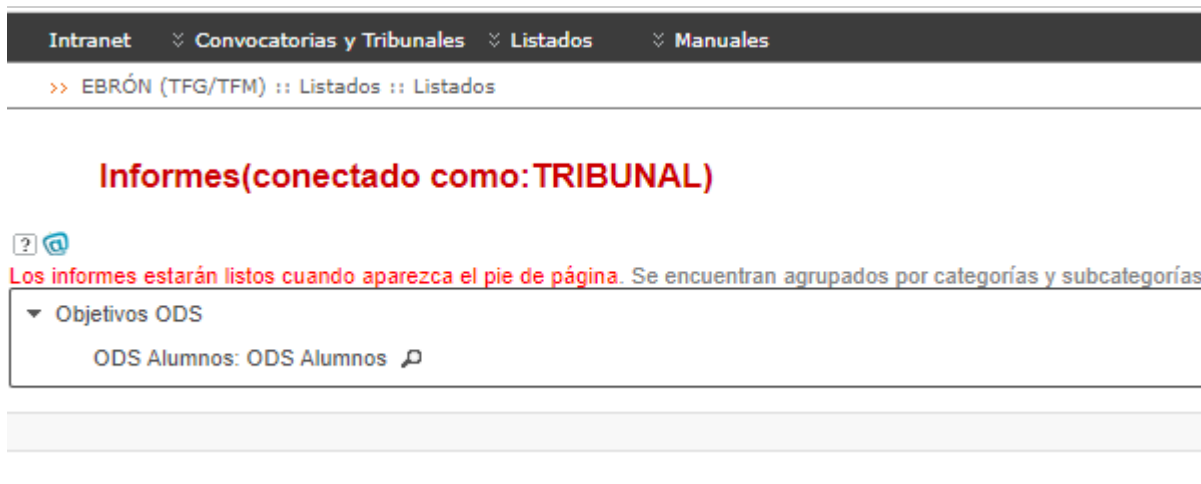 Intranet Convocatorias y Tribunales Listados Manuales
>> EBRÓN (TFG/TFM) :: Listados :: Listados
Informes(conectado como:TRIBUNAL)
? @
Los informes estarán listos cuando aparezca el pie de página. Se encuentran agrupados por categorías y subcategorías
Objetivos ODS
ODS Alumnos: ODS Alumnos